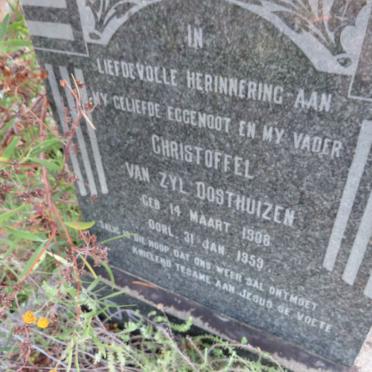 IN
LIEFDEVOLLE HERINNERING AAN
MY GELIEFDE EGGENOOT EN MY VADER
CHRISTOFFEL
VAN ZYL OOSTHUIZEN
GEB. 14 MAART 1908
OORL. 31 JAN. 1959.
IN DIE HOOP, DAT ONS WEER SAL ONTMOET
KNIELEND TESAME AAN JESUS SE VOETE